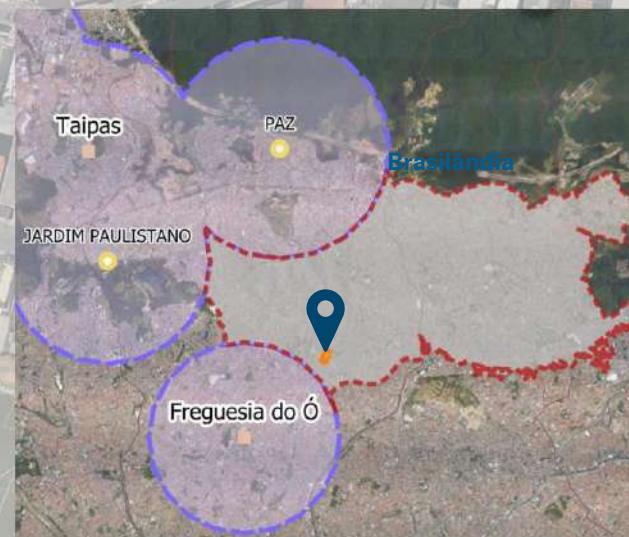 Taipas
PAZ
Brasilândia
JARDIM PAULISTANO
Freguesia do Ó